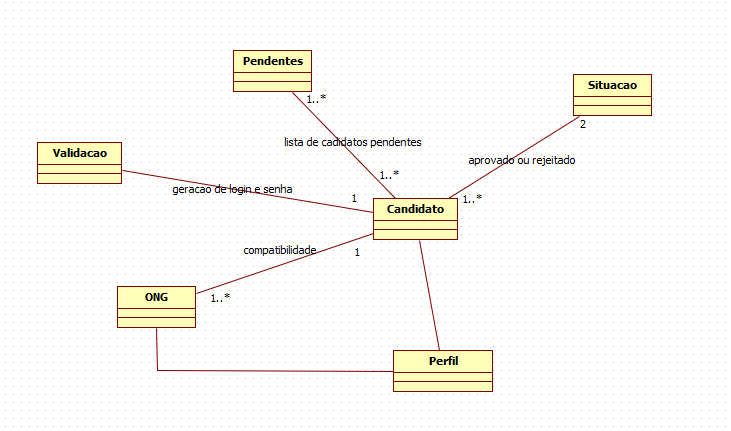 Pendentes
1..*
Situacao
2
lista de cadidatos pendentes
aprovado ou rejeitado
Validacao
1..*
geracao de login e senha
1
1..*
Candidato
compatibilidade
1
ONG
1..*
Perfil